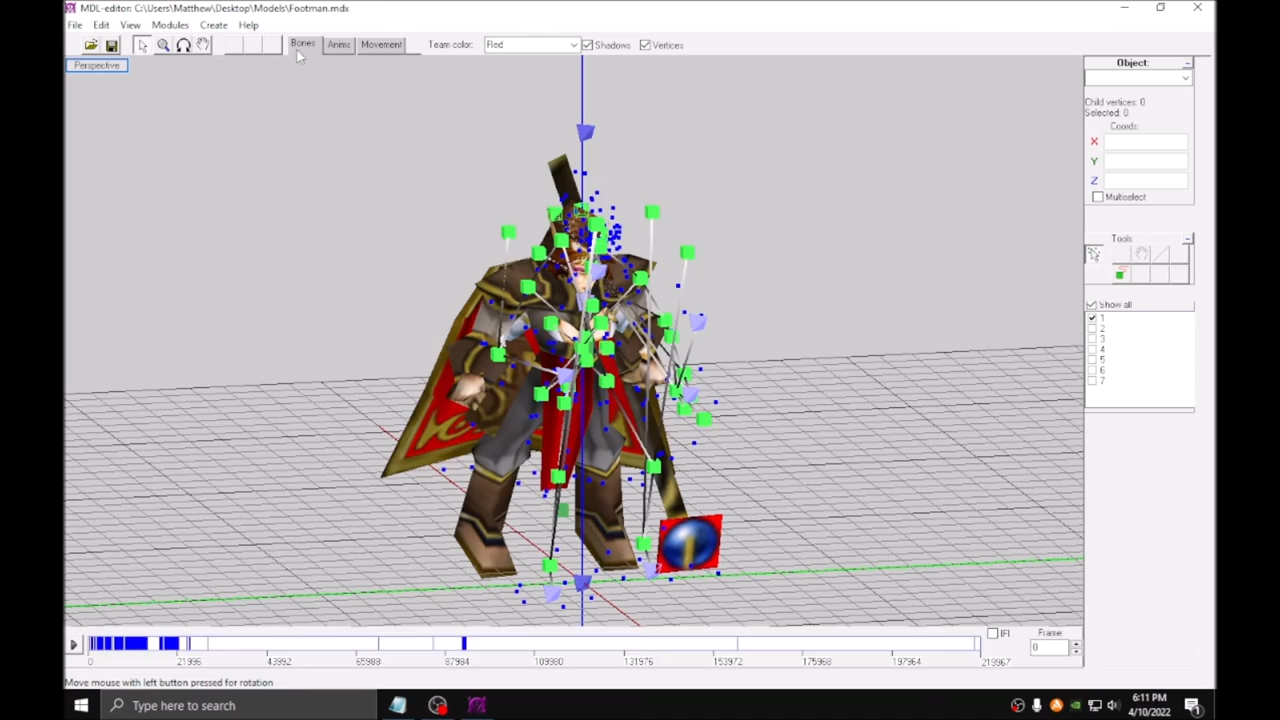 MDL-editor: C:\Users\Matthew\Desktop\Models\Footman.mdx
File Edit View Modules Create Help
Bones Anims Movement Team color: Red Shadows Vertices
Perspective
Object:
Child vertices: 0
Selected: 0
Coords:
X
Y
Z
Multiselect
Tools
Show all
1
2
3
4
5
6
7
IFl Frame:
0
0 21996 43992 65988 87984 109980 131976 153972 175968 197964 219967
Move mouse with left button pressed for rotation
Type here to search
6:11 PM
4/10/2022
1